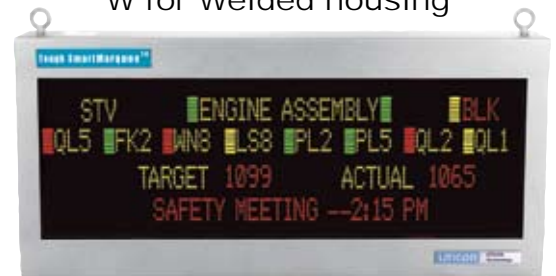 W for Welded housing
Tough SmartMarquee™
STV ENGINE ASSEMBLY BLK
QL5 FK2 WN8 LS8 PL2 PL5 QL2 QL1
TARGET 1099 ACTUAL 1065
SAFETY MEETING --2:15 PM
UTICOR